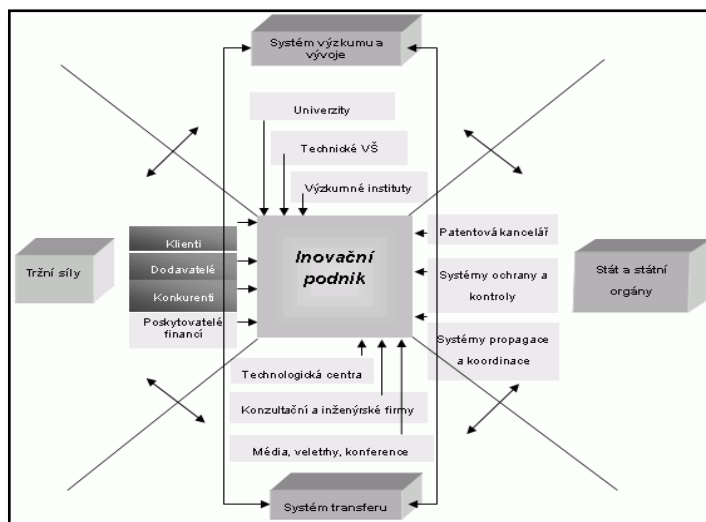 Systém výzkumu a
vývoje
Univerzity
Technické VŠ
Výzkumné instituty
Tržní síly
Klienti
Dodavatelé
Konkurenti
Poskytovatelé
financí
Inovační
podnik
Patentová kancelář
Systémy ochrany a
kontroly
Systémy propagace
a koordinace
Stát a státní
orgány
Technologická centra
Konzultační a inženýrské firmy
Média, veletrhy, konference
Systém transferu